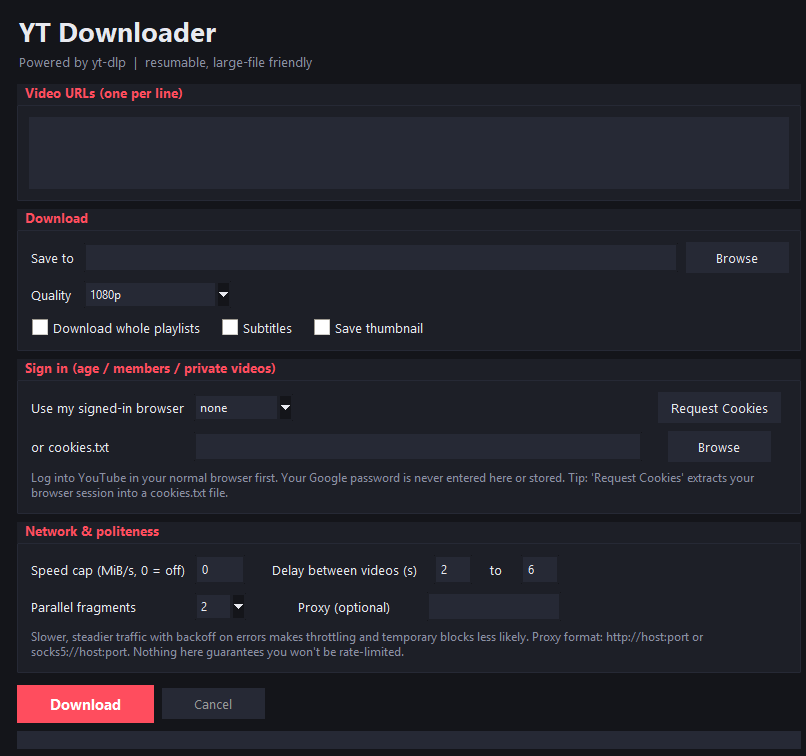 YT Downloader
Powered by yt-dlp | resumable, large-file friendly
Video URLs (one per line)
Download
Save to
Browse
Quality 1080p
Download whole playlists Subtitles Save thumbnail
Sign in (age / members / private videos)
Use my signed-in browser none Request Cookies
or cookies.txt Browse
Log into YouTube in your normal browser first. Your Google password is never entered here or stored. Tip: 'Request Cookies' extracts your
browser session into a cookies.txt file.
Network & politeness
Speed cap (MiB/s, 0 = off) 0 Delay between videos (s) 2 to 6
Parallel fragments 2 Proxy (optional)
Slower, steadier traffic with backoff on errors makes throttling and temporary blocks less likely. Proxy format: http://host:port or
socks5://host:port. Nothing here guarantees you won't be rate-limited.
Download Cancel